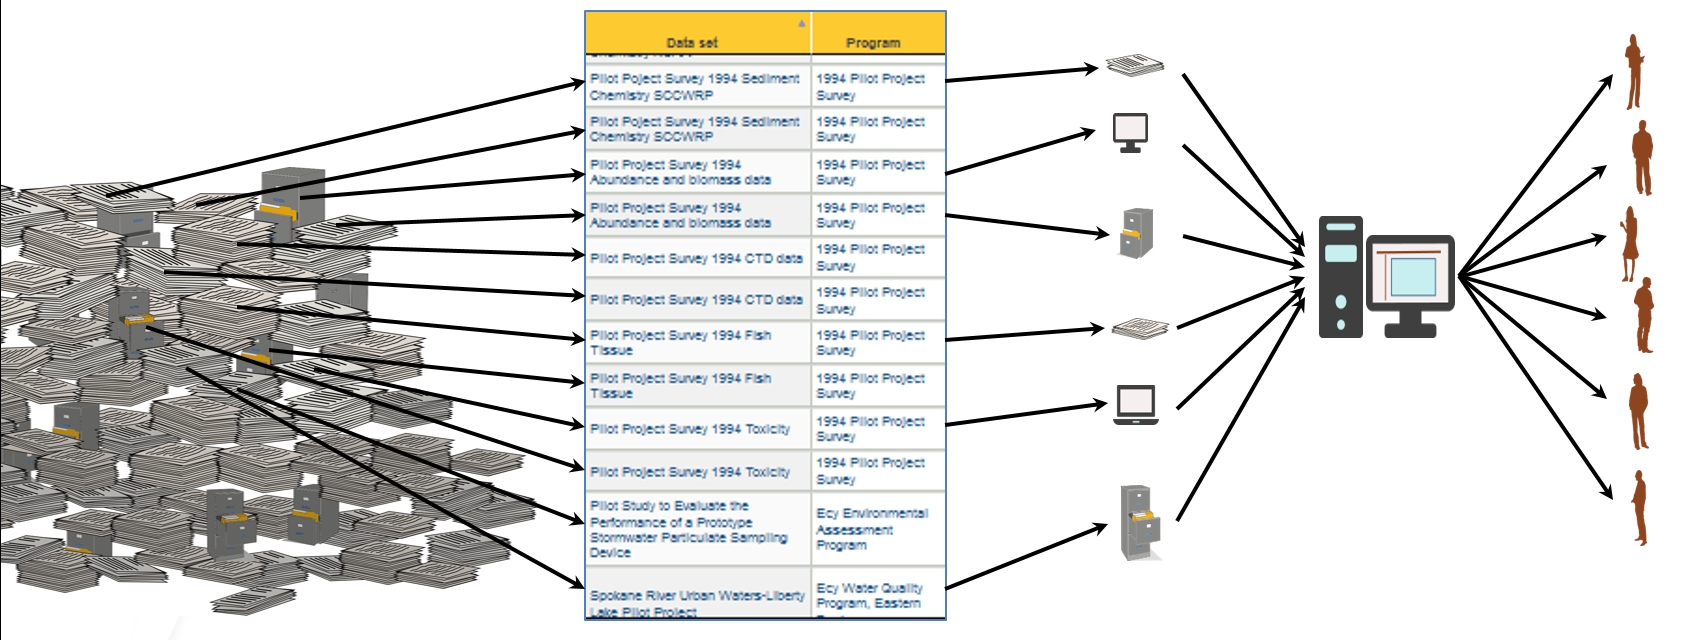 Data set Program
Pilot Poject Survey 1994 Sediment 1994 Pilot Project
Chemistry SCCWRP Survey
Pilot Poject Survey 1994 Sediment 1994 Pilot Project
Chemistry SCCWRP Survey
Pilot Project Survey 1994 1994 Pilot Project
Abundance and biomass data Survey
Pilot Project Survey 1994 1994 Pilot Project
Abundance and biomass data Survey
Pilot Project Survey 1994 CTD data 1994 Pilot Project
Survey
Pilot Project Survey 1994 CTD data 1994 Pilot Project
Survey
Pilot Project Survey 1994 Fish 1994 Pilot Project
Tissue Survey
Pilot Project Survey 1994 Fish 1994 Pilot Project
Tissue Survey
Pilot Project Survey 1994 Toxicity 1994 Pilot Project
Survey
Pilot Project Survey 1994 Toxicity 1994 Pilot Project
Survey
Pilot Study to Evaluate the
Performance of a Prototype Ecy Environmental
Stormwater Particulate Sampling Assessment
Device Program
Spokane River Urban Waters-Liberty Ecy Water Quality
Lake Pilot Project Program, Eastern